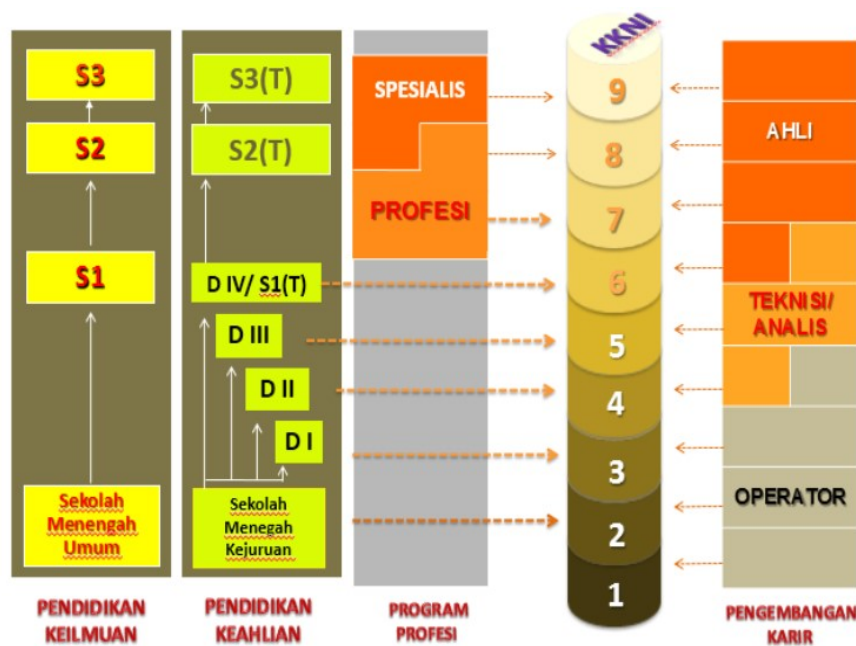 S3
S2
S1
Sekolah
Menengah
Umum
PENDIDIKAN
KEILMUAN
S3(T)
S2(T)
D IV/ S1(T)
D III
D II
D I
Sekolah
Menegah
Kejuruan
PENDIDIKAN
KEAHLIAN
SPESIALIS
PROFESI
PROGRAM
PROFESI
KKNI
9
8
7
6
5
4
3
2
1
AHLI
TEKNISI/
ANALIS
OPERATOR
PENGEMBANGAN
KARIR